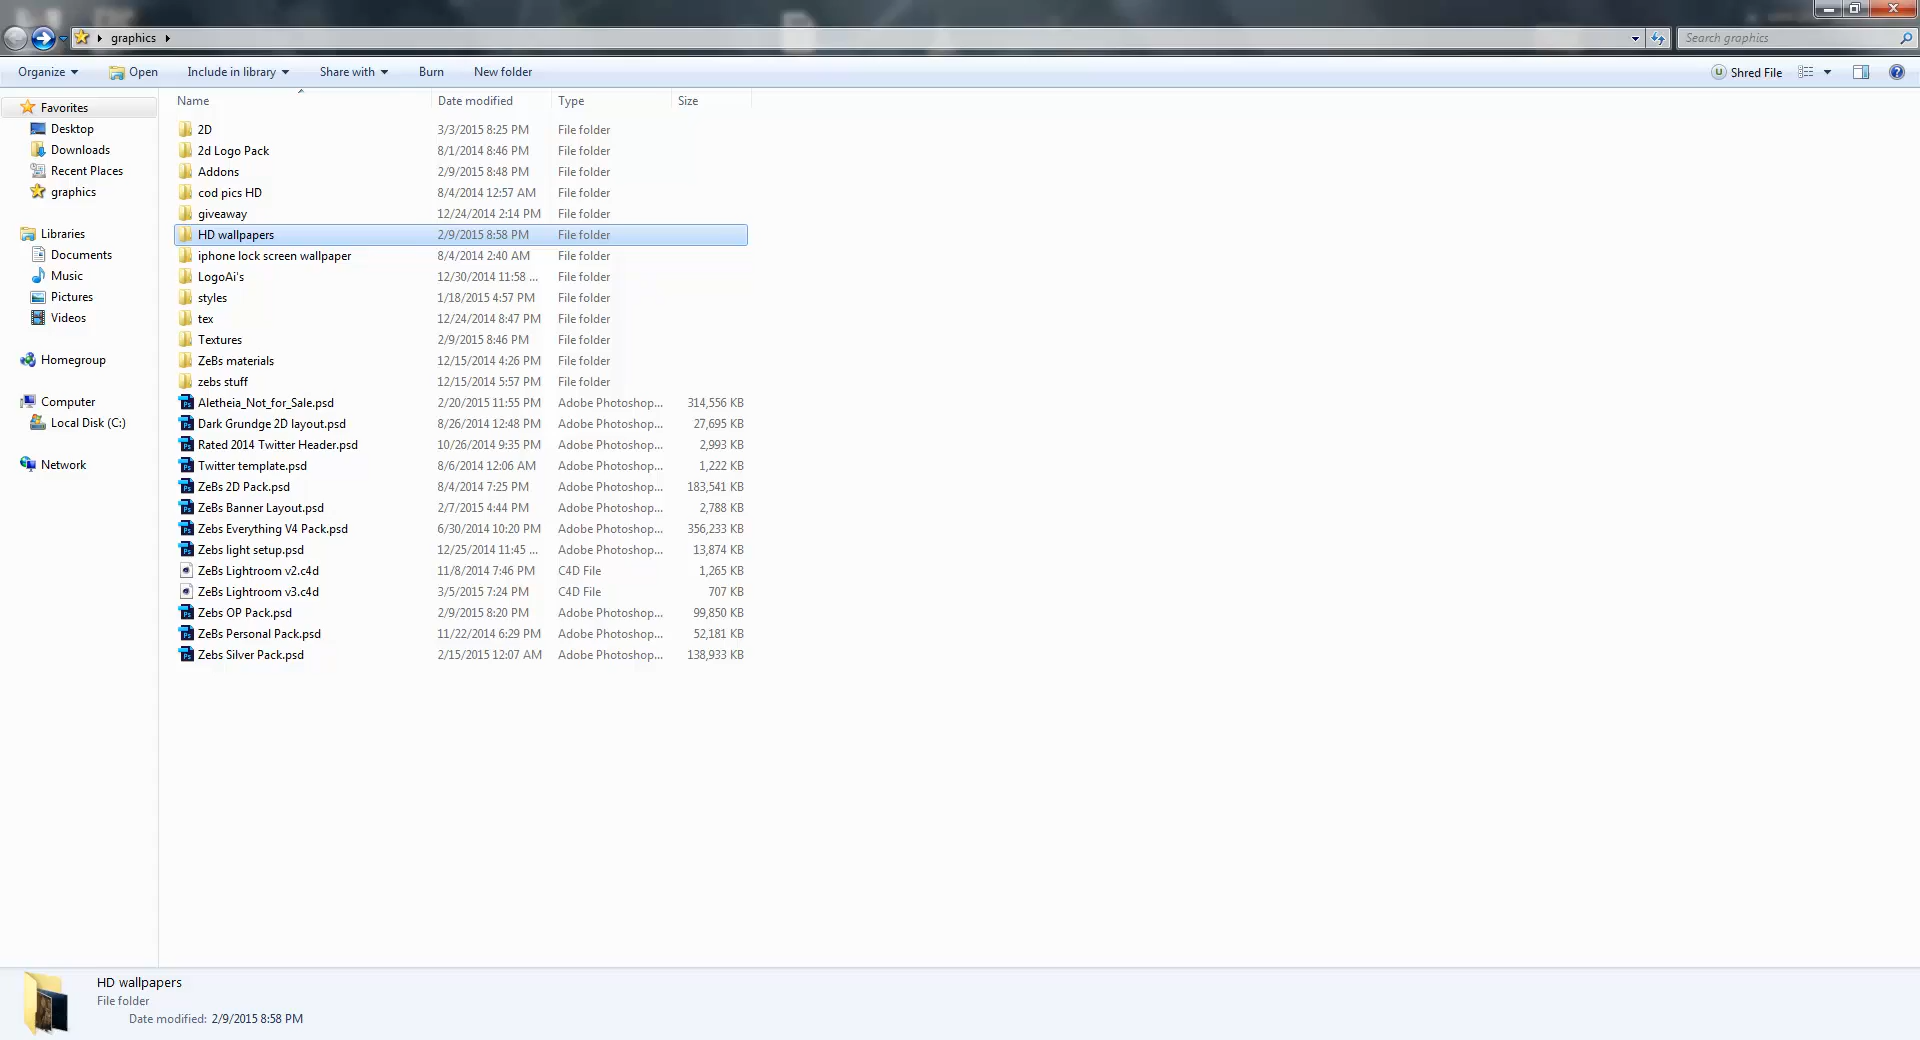 graphics
Search graphics
Organize Open Include in library Share with Burn New folder Shred File
Name Date modified Type Size
Favorites
Desktop
Downloads
Recent Places
graphics
Libraries
Documents
Music
Pictures
Videos
Homegroup
Computer
Local Disk (C:)
Network
2D 3/3/2015 8:25 PM File folder
2d Logo Pack 8/1/2014 8:46 PM File folder
Addons 2/9/2015 8:48 PM File folder
cod pics HD 8/4/2014 12:57 AM File folder
giveaway 12/24/2014 2:14 PM File folder
HD wallpapers 2/9/2015 8:58 PM File folder
iphone lock screen wallpaper 8/4/2014 2:40 AM File folder
LogoAi's 12/30/2014 11:58 ... File folder
styles 1/18/2015 4:57 PM File folder
tex 12/24/2014 8:47 PM File folder
Textures 2/9/2015 8:46 PM File folder
ZeBs materials 12/15/2014 4:26 PM File folder
zebs stuff 12/15/2014 5:57 PM File folder
Aletheia_Not_for_Sale.psd 2/20/2015 11:55 PM Adobe Photoshop... 314,556 KB
Dark Grundge 2D layout.psd 8/26/2014 12:48 PM Adobe Photoshop... 27,695 KB
Rated 2014 Twitter Header.psd 10/26/2014 9:35 PM Adobe Photoshop... 2,993 KB
Twitter template.psd 8/6/2014 12:06 AM Adobe Photoshop... 1,222 KB
ZeBs 2D Pack.psd 8/4/2014 7:25 PM Adobe Photoshop... 183,541 KB
ZeBs Banner Layout.psd 2/7/2015 4:44 PM Adobe Photoshop... 2,788 KB
Zebs Everything V4 Pack.psd 6/30/2014 10:20 PM Adobe Photoshop... 356,233 KB
Zebs light setup.psd 12/25/2014 11:45 ... Adobe Photoshop... 13,874 KB
ZeBs Lightroom v2.c4d 11/8/2014 7:46 PM C4D File 1,265 KB
ZeBs Lightroom v3.c4d 3/5/2015 7:24 PM C4D File 707 KB
Zebs OP Pack.psd 2/9/2015 8:20 PM Adobe Photoshop... 99,850 KB
ZeBs Personal Pack.psd 11/22/2014 6:29 PM Adobe Photoshop... 52,181 KB
Zebs Silver Pack.psd 2/15/2015 12:07 AM Adobe Photoshop... 138,933 KB
HD wallpapers
File folder
Date modified: 2/9/2015 8:58 PM